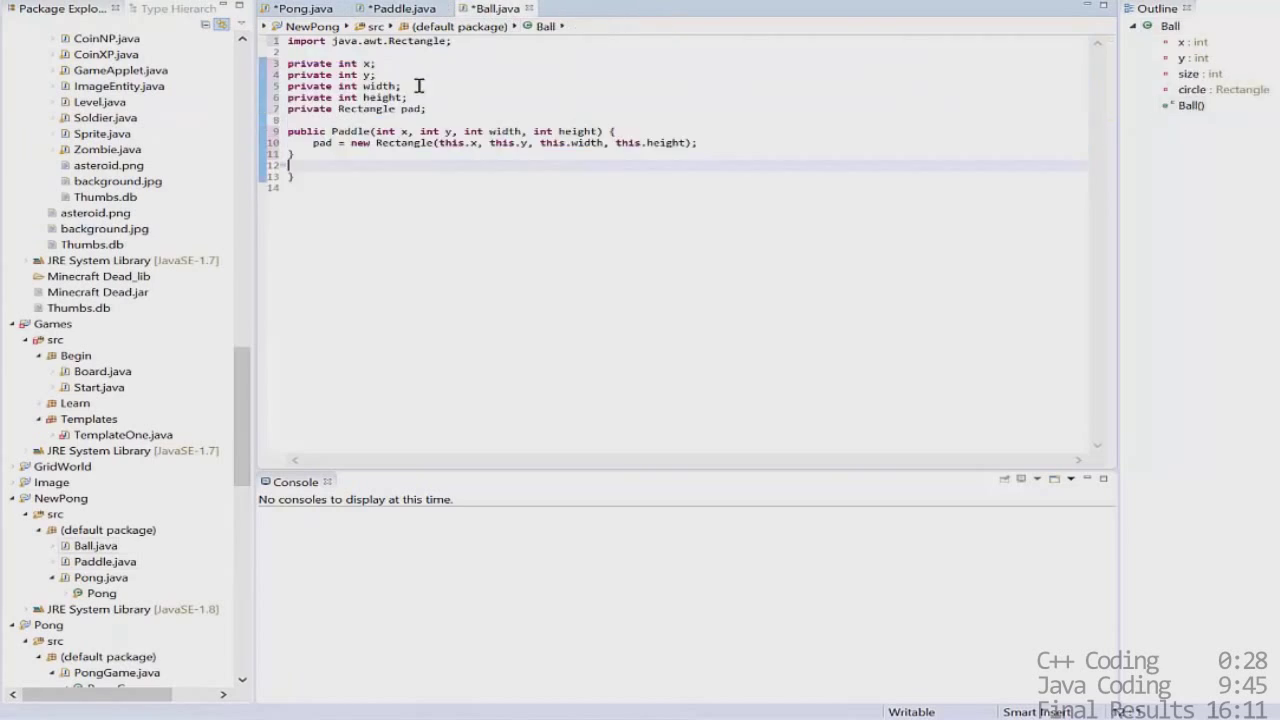 Package Explo...
Type Hierarch
*Pong.java
*Paddle.java
*Ball.java
Outline
NewPong
src
(default package)
Ball
CoinNP.java
CoinXP.java
GameApplet.java
ImageEntity.java
Level.java
Soldier.java
Sprite.java
Zombie.java
asteroid.png
background.jpg
Thumbs.db
asteroid.png
background.jpg
Thumbs.db
JRE System Library [JavaSE-1.7]
Minecraft Dead_lib
Minecraft Dead.jar
Thumbs.db
Games
src
Begin
Board.java
Start.java
Learn
Templates
TemplateOne.java
JRE System Library [JavaSE-1.7]
GridWorld
Image
NewPong
src
(default package)
Ball.java
Paddle.java
Pong.java
Pong
JRE System Library [JavaSE-1.8]
Pong
src
(default package)
PongGame.java
1 import java.awt.Rectangle;
2
3 private int x;
4 private int y;
5 private int width;
6 private int height;
7 private Rectangle pad;
8
9 public Paddle(int x, int y, int width, int height) {
10 pad = new Rectangle(this.x, this.y, this.width, this.height);
11 }
12
13 }
14
Console
No consoles to display at this time.
Ball
x : int
y : int
size : int
circle : Rectangle
Ball()
C++ Coding 0:28
Java Coding 9:45
Final Results 16:11
Writable
Smart Insert